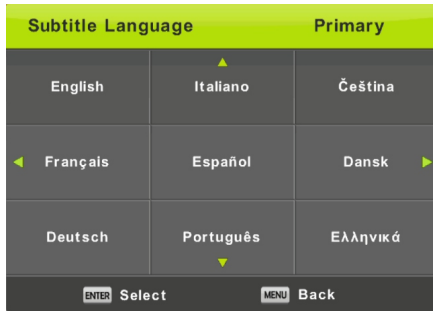 Subtitle Language Primary
English Italiano Čeština
Français Español Dansk
Deutsch Português Ελληνικά
ENTER Select MENU Back